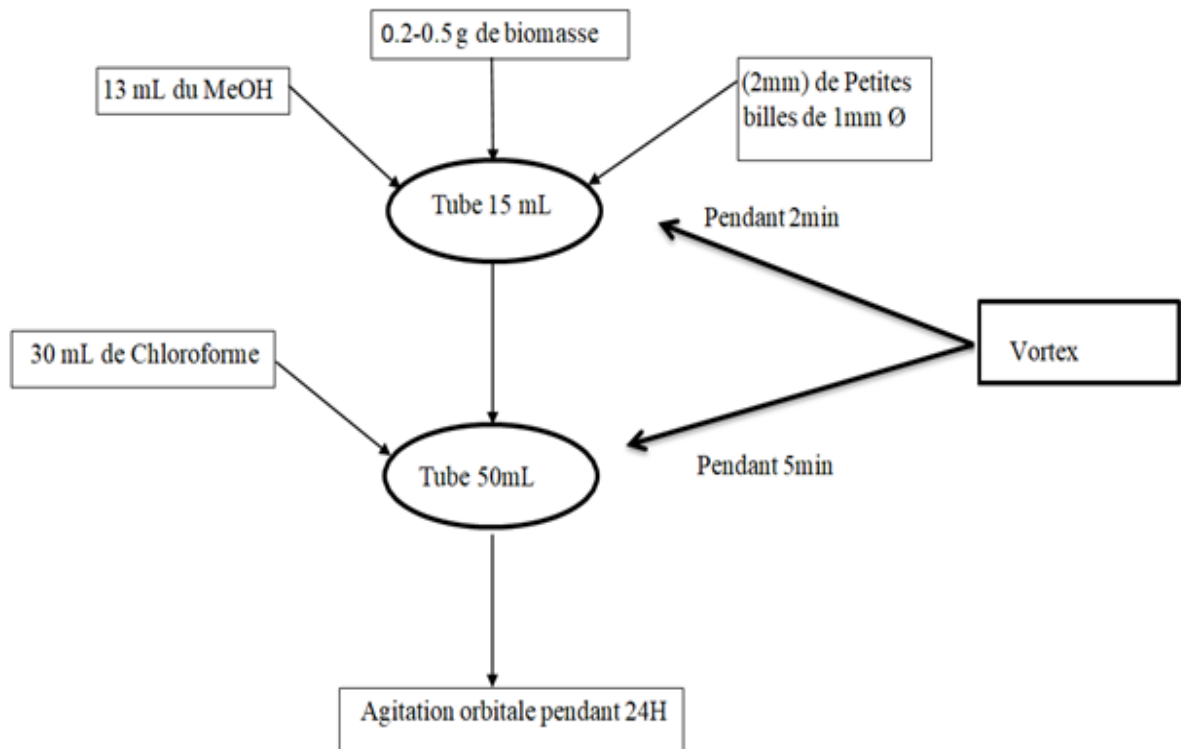 0.2-0.5 g de biomasse
13 mL du MeOH
(2mm) de Petites
billes de 1mm Ø
Tube 15 mL
Pendant 2min
30 mL de Chloroforme
Vortex
Pendant 5min
Tube 50mL
Agitation orbitale pendant 24H